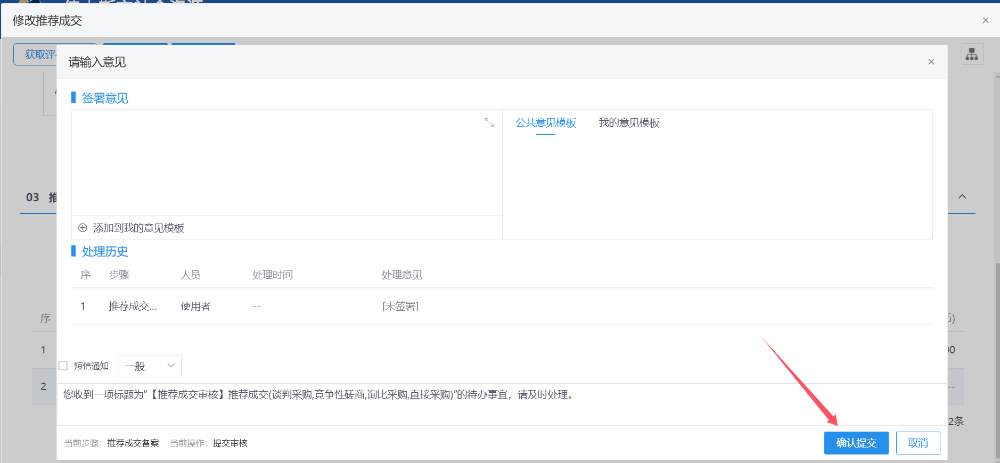 修改推荐成交
获取评
请输入意见
签署意见
公共意见模板 我的意见模板
03
添加到我的意见模板
处理历史
序 步骤 人员 处理时间 处理意见
1 推荐成交... 使用者 -- [未签署]
序
1
短信通知 一般
2 --
您收到一项标题为“【推荐成交审核】推荐成交(谈判采购,竞争性磋商,询比采购,直接采购)”的待办事宜，请及时处理。
2条
当前步骤：推荐成交备案 当前操作：提交审核
确认提交 取消